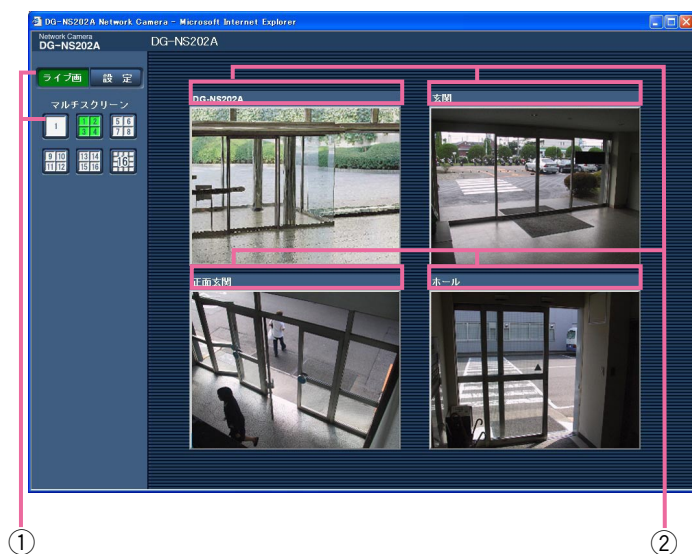 DG-NS202A Network Camera - Microsoft Internet Explorer
Network Camera
DG-NS202A
DG-NS202A
ライブ画 設 定
マルチスクリーン
1
1 2
3 4
5 6
7 8
9 10
11 12
13 14
15 16
16
DG-NS202A
玄関
正面玄関
ホール
①
②